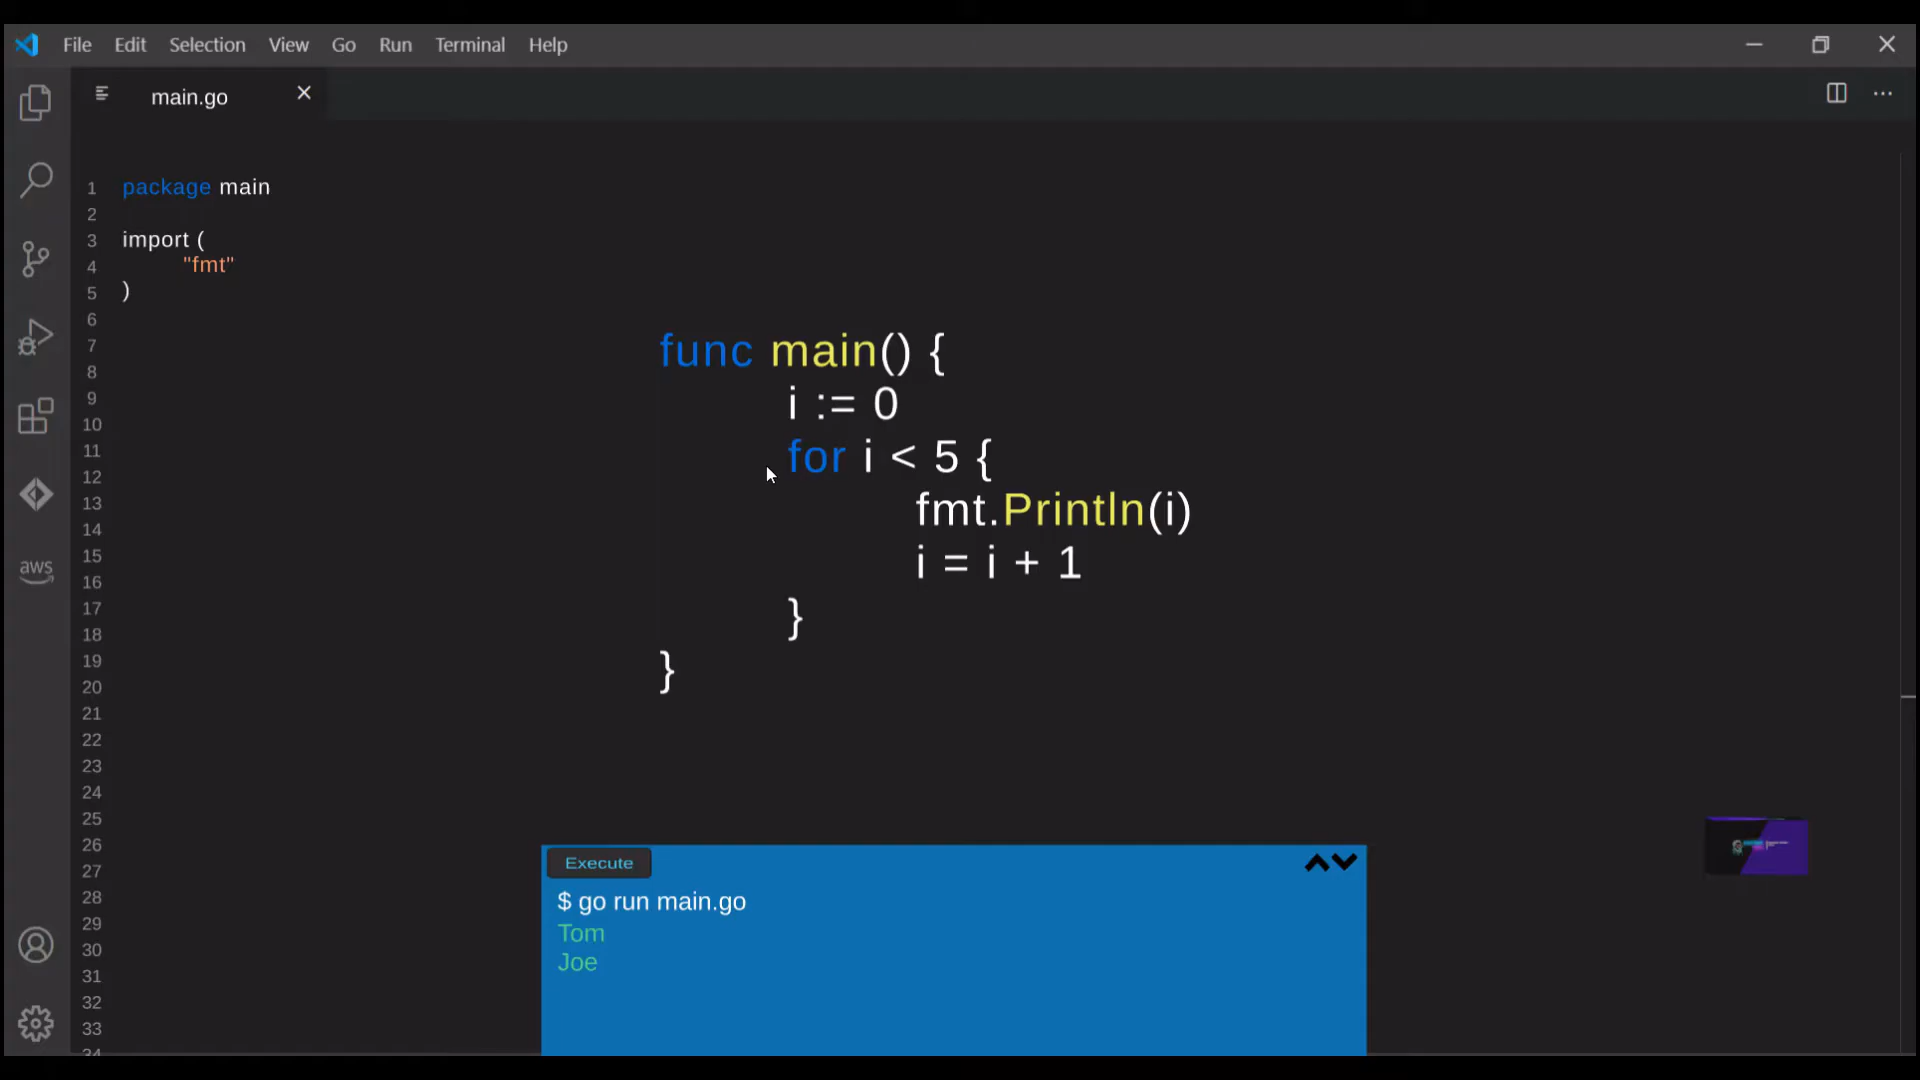 File Edit Selection View Go Run Terminal Help
main.go
1 package main
2
3 import (
4 "fmt"
5 )
6
7
8
9
10
11
12
13
14
15
16
17
18
19
20
21
22
23
24
25
26
27
28
29
30
31
32
33
34
func main() {
i := 0
for i < 5 {
fmt.Println(i)
i = i + 1
}
}
aws
Execute
$ go run main.go
Tom
Joe